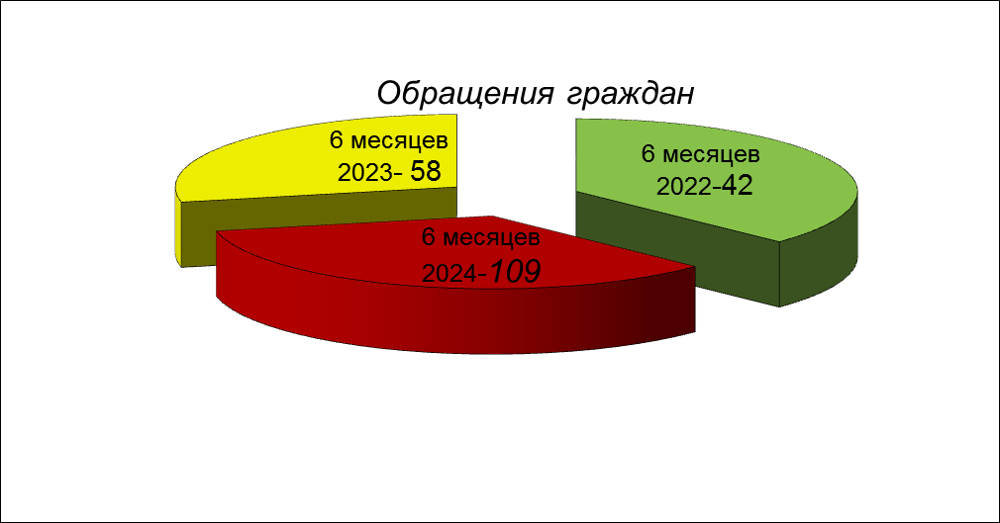 Обращения граждан
6 месяцев
2023- 58
6 месяцев
2022-42
6 месяцев
2024-109